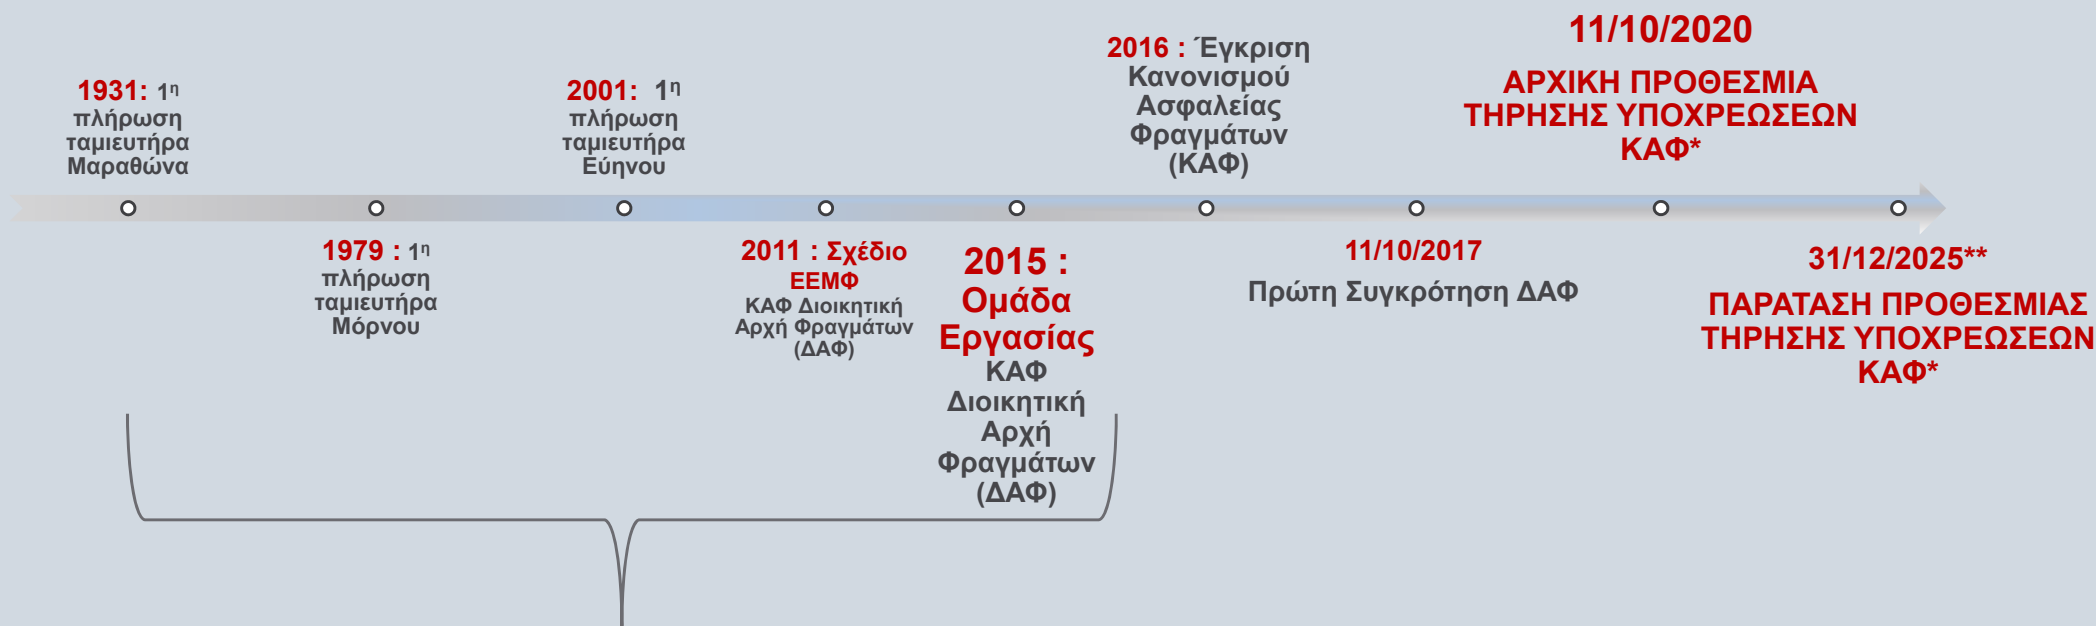 1931: 1η
πλήρωση
ταμιευτήρα
Μαραθώνα
1979 : 1η
πλήρωση
ταμιευτήρα
Μόρνου
2001: 1η
πλήρωση
ταμιευτήρα
Εύηνου
2011 : Σχέδιο
ΕΕΜΦ
ΚΑΦ Διοικητική
Αρχή Φραγμάτων
(ΔΑΦ)
2015 :
Ομάδα
Εργασίας
ΚΑΦ
Διοικητική
Αρχή
Φραγμάτων
(ΔΑΦ)
2016 : Έγκριση
Κανονισμού
Ασφαλείας
Φραγμάτων
(ΚΑΦ)
11/10/2017
Πρώτη Συγκρότηση ΔΑΦ
11/10/2020
ΑΡΧΙΚΗ ΠΡΟΘΕΣΜΙΑ
ΤΗΡΗΣΗΣ ΥΠΟΧΡΕΩΣΕΩΝ
ΚΑΦ*
31/12/2025**
ΠΑΡΑΤΑΣΗ ΠΡΟΘΕΣΜΙΑΣ
ΤΗΡΗΣΗΣ ΥΠΟΧΡΕΩΣΕΩΝ
ΚΑΦ*